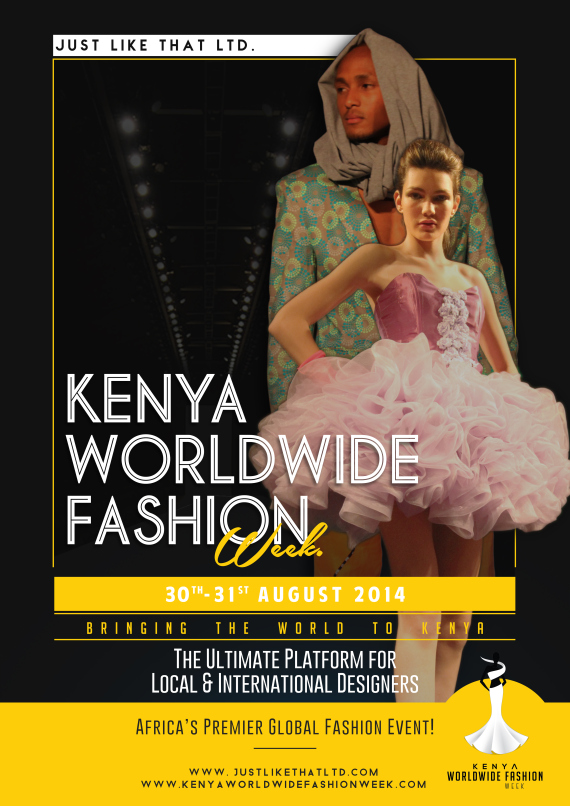 JUST LIKE THAT LTD.
KENYA
WORLDWIDE
FASHION
Week.
30TH-31ST AUGUST 2014
BRINGING THE WORLD TO KENYA
THE ULTIMATE PLATFORM FOR
LOCAL & INTERNATIONAL DESIGNERS
AFRICA'S PREMIER GLOBAL FASHION EVENT!
WWW. JUSTLIKETHATLTD.COM
WWW.KENYAWORLDWIDEFASHIONWEEK.COM
KENYA
WORLDWIDE FASHION
WEEK